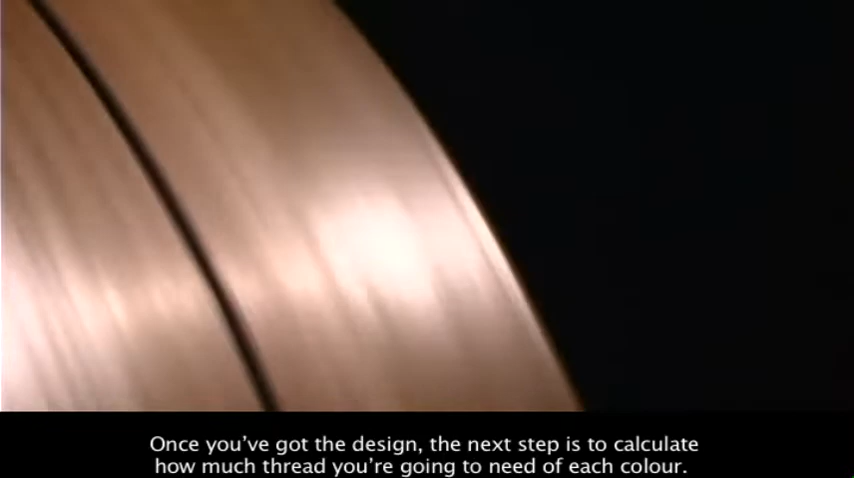 Once you’ve got the design, the next step is to calculate
how much thread you’re going to need of each colour.